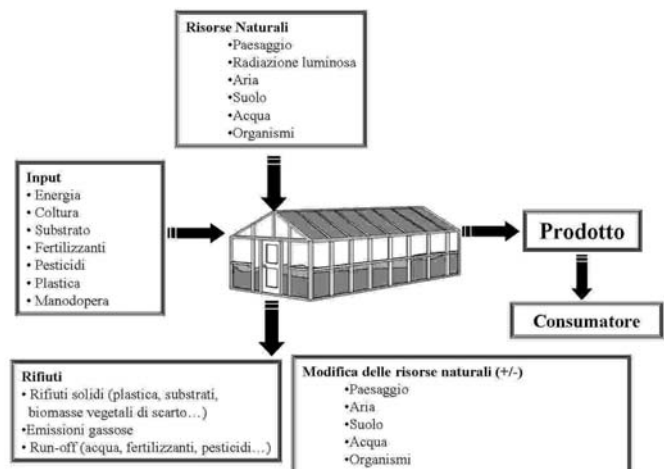 Risorse Naturali
•Paesaggio
•Radiazione luminosa
•Aria
•Suolo
•Acqua
•Organismi
Input
• Energia
• Coltura
• Substrato
• Fertilizzanti
• Pesticidi
• Plastica
• Manodopera
Prodotto
Consumatore
Rifiuti
• Rifiuti solidi (plastica, substrati,
biomasse vegetali di scarto…)
•Emissioni gassose
• Run-off (acqua, fertilizzanti, pesticidi…)
Modifica delle risorse naturali (+/-)
•Paesaggio
•Aria
•Suolo
•Acqua
•Organismi